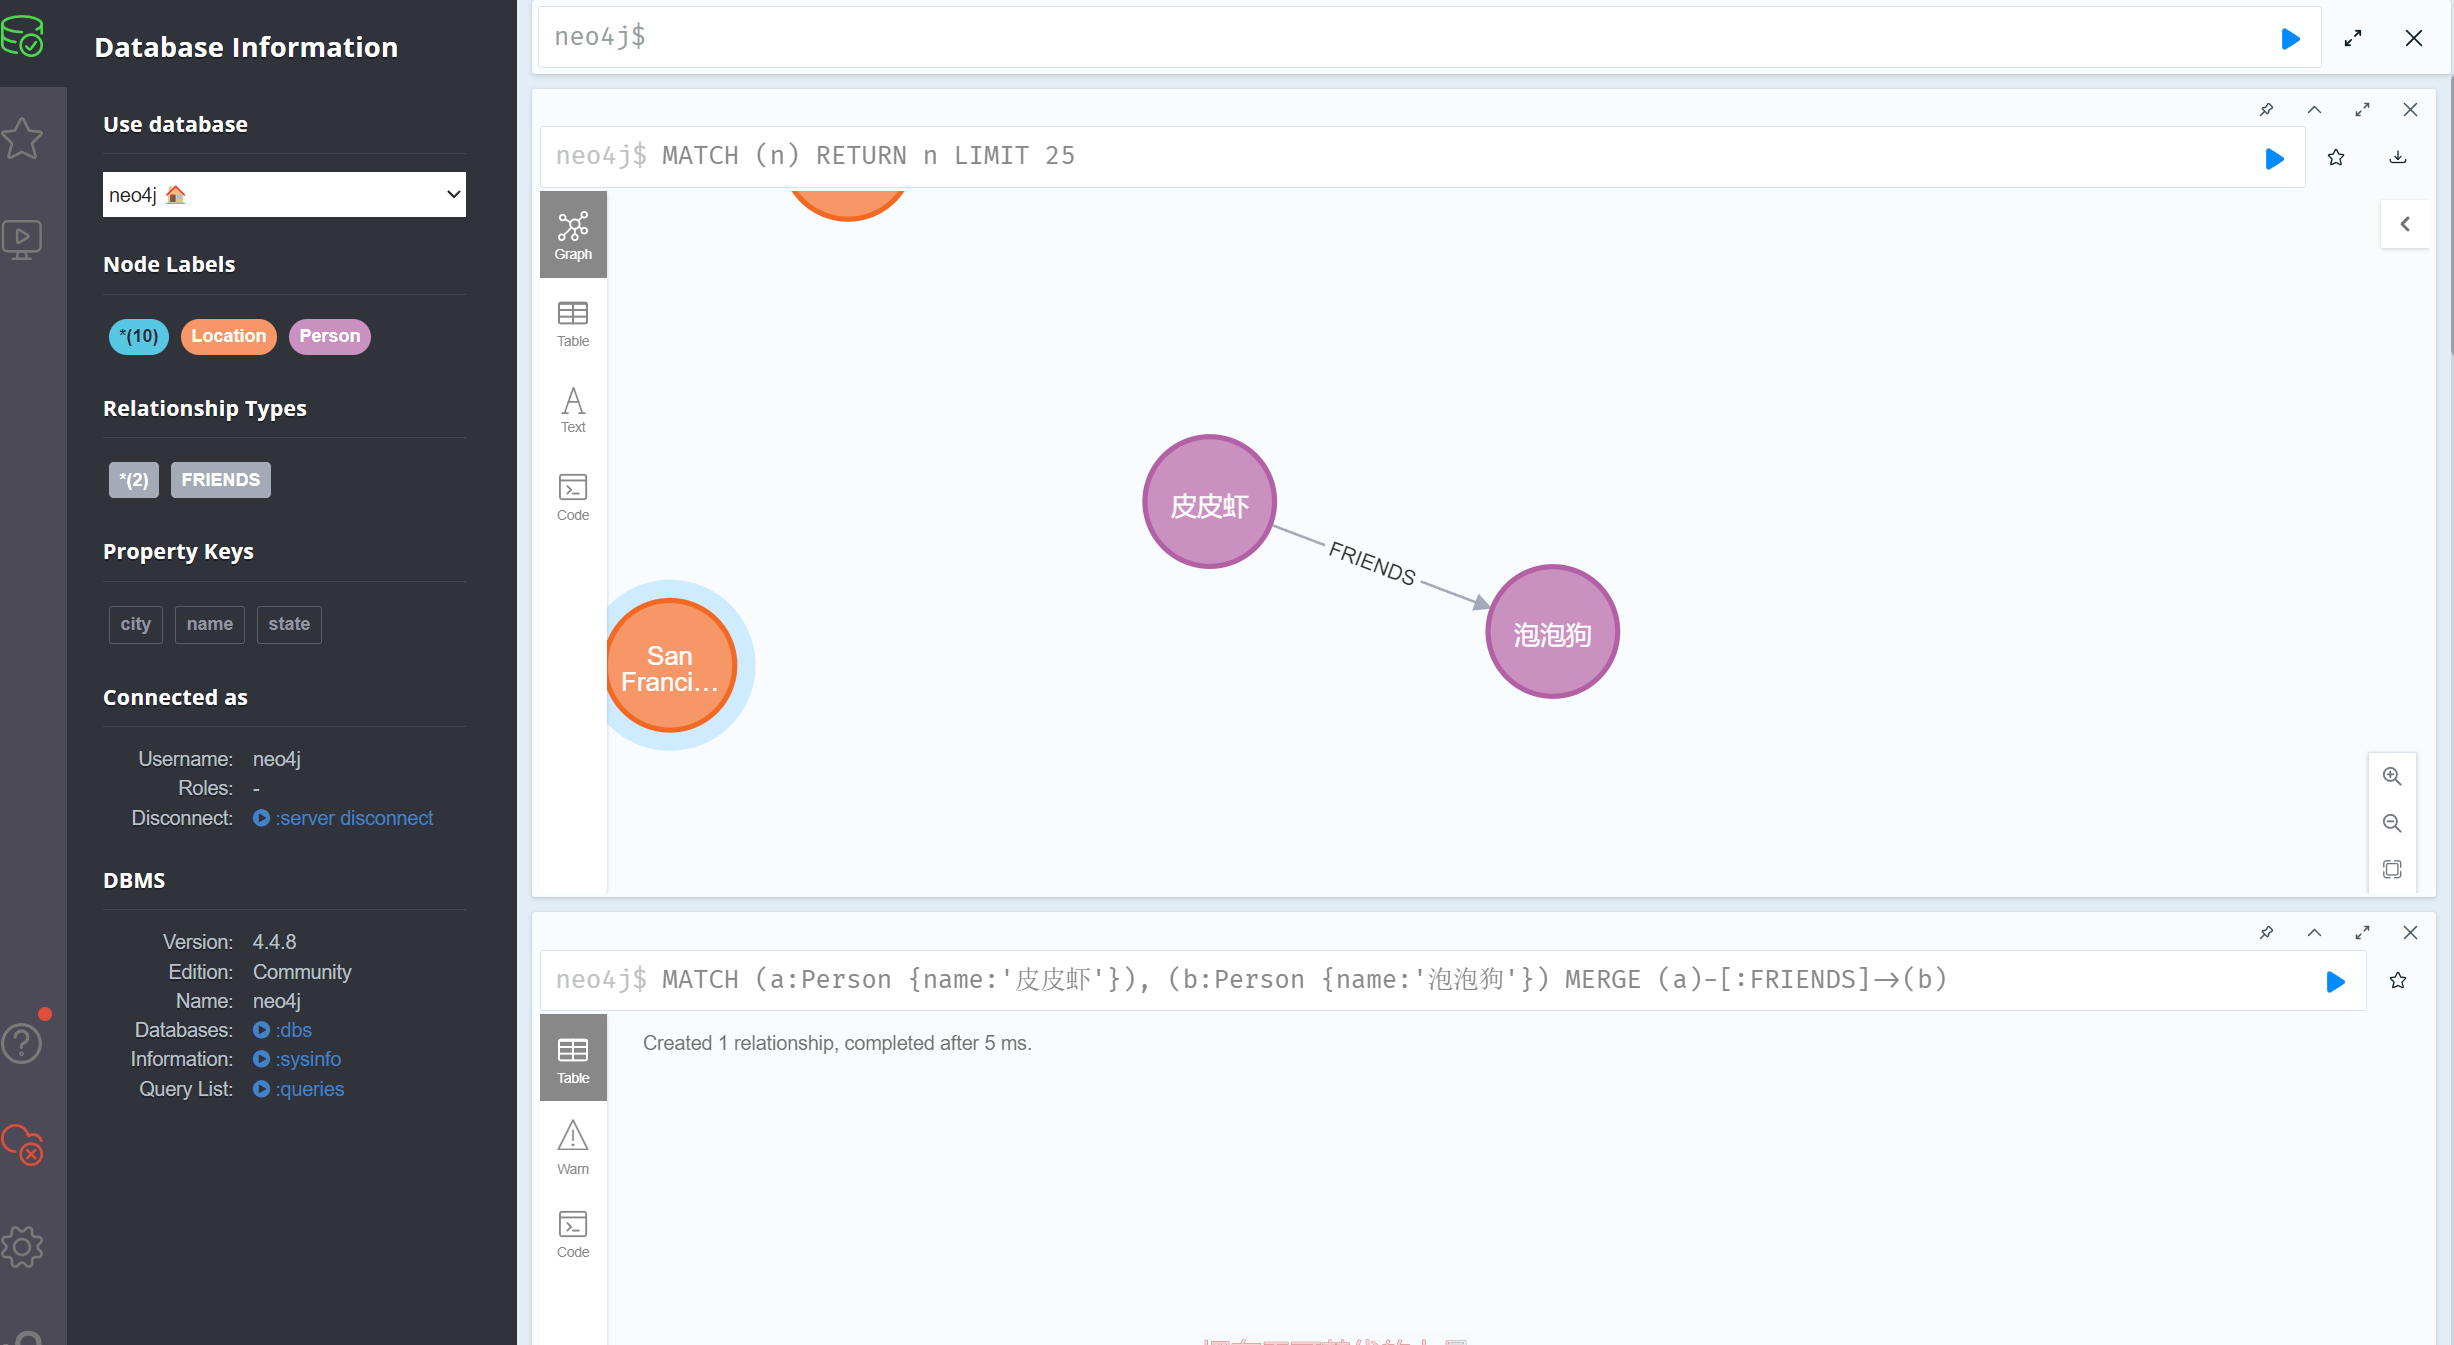 Database Information
Use database
neo4j
Node Labels
*(10) Location Person
Relationship Types
*(2) FRIENDS
Property Keys
city name state
Connected as
Username: neo4j
Roles: -
Disconnect: :server disconnect
DBMS
Version: 4.4.8
Edition: Community
Name: neo4j
Databases: :dbs
Information: :sysinfo
Query List: :queries
neo4j$
neo4j$ MATCH (n) RETURN n LIMIT 25
Graph
Table
Text
Code
皮皮虾
FRIENDS
泡泡狗
San
Franci...
neo4j$ MATCH (a:Person {name:'皮皮虾'}), (b:Person {name:'泡泡狗'}) MERGE (a)-[:FRIENDS]->(b)
Table
Warn
Code
Created 1 relationship, completed after 5 ms.